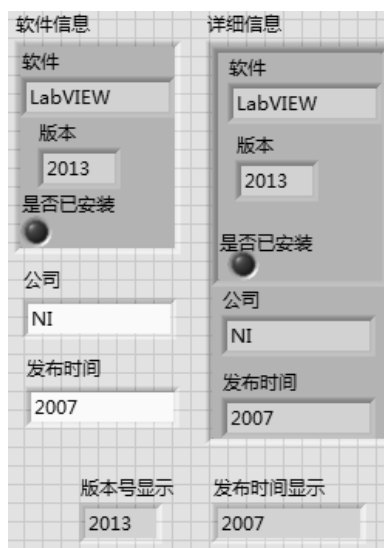 软件信息
软件
LabVIEW
版本
2013
是否已安装
公司
NI
发布时间
2007
详细信息
软件
LabVIEW
版本
2013
是否已安装
公司
NI
发布时间
2007
版本号显示
2013
发布时间显示
2007